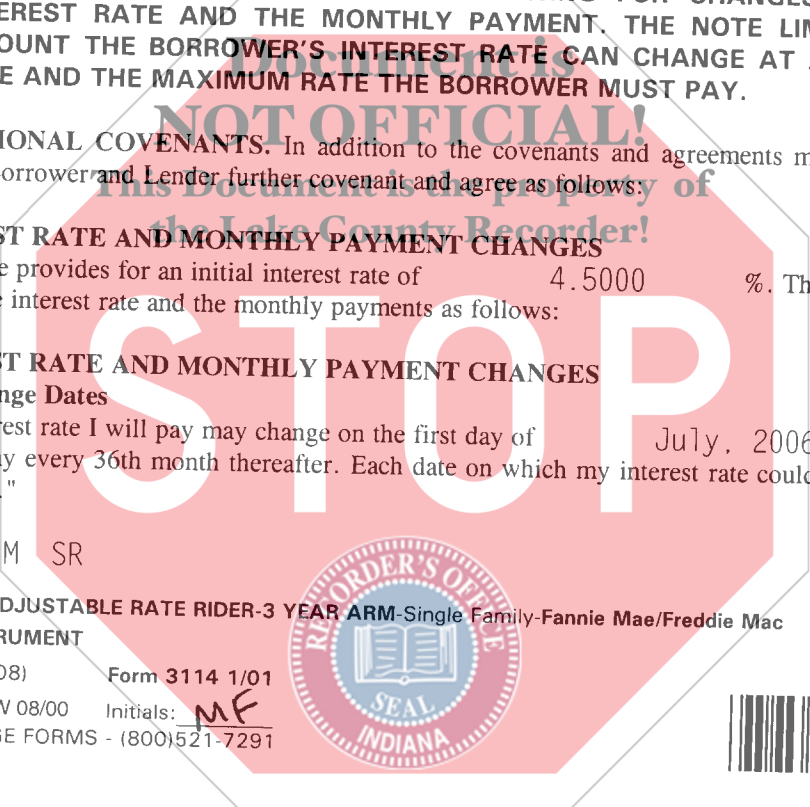 EREST RATE AND THE MONTHLY PAYMENT. THE NOTE LIM
OUNT THE BORROWER'S INTEREST RATE CAN CHANGE AT
E AND THE MAXIMUM RATE THE BORROWER MUST PAY.
Document is
NOT OFFICIAL!
This Document is the property of
the Lake County Recorder!
IONAL COVENANTS. In addition to the covenants and agreements m
orrower and Lender further covenant and agree as follows:
ST RATE AND MONTHLY PAYMENT CHANGES
e provides for an initial interest rate of 4.5000 %. Th
e interest rate and the monthly payments as follows:
STOP
ST RATE AND MONTHLY PAYMENT CHANGES
nge Dates
rest rate I will pay may change on the first day of July, 2006
y every 36th month thereafter. Each date on which my interest rate could
."
M SR
DJUSTABLE RATE RIDER-3 YEAR ARM-Single Family-Fannie Mae/Freddie Mac
RUMENT
08) Form 3114 1/01
W 08/00 Initials: MF
GE FORMS - (800)521-7291
RECORDER'S OFFICE
SEAL
INDIANA